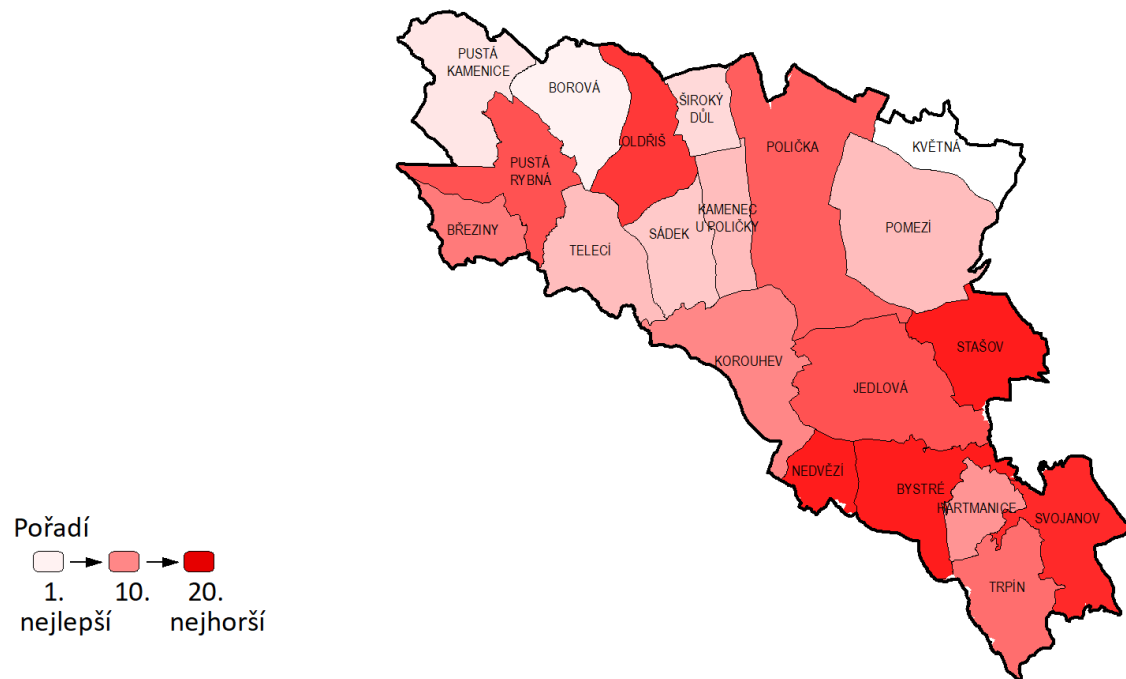 PUSTÁ
KAMENICE
BOROVÁ
ŠIROKÝ
DŮL
OLDŘIŠ
POLIČKA
KVĚTNÁ
PUSTÁ
RYBNÁ
KAMENEC
U POLIČKY
BŘEZINY
TELECÍ
SÁDEK
POMEZÍ
STAŠOV
KOROUHEV
JEDLOVÁ
NEDVĚZÍ
BYSTRÉ
HARTMANICE
SVOJANOV
TRPÍN
Pořadí
1. 10. 20.
nejlepší nejhorší